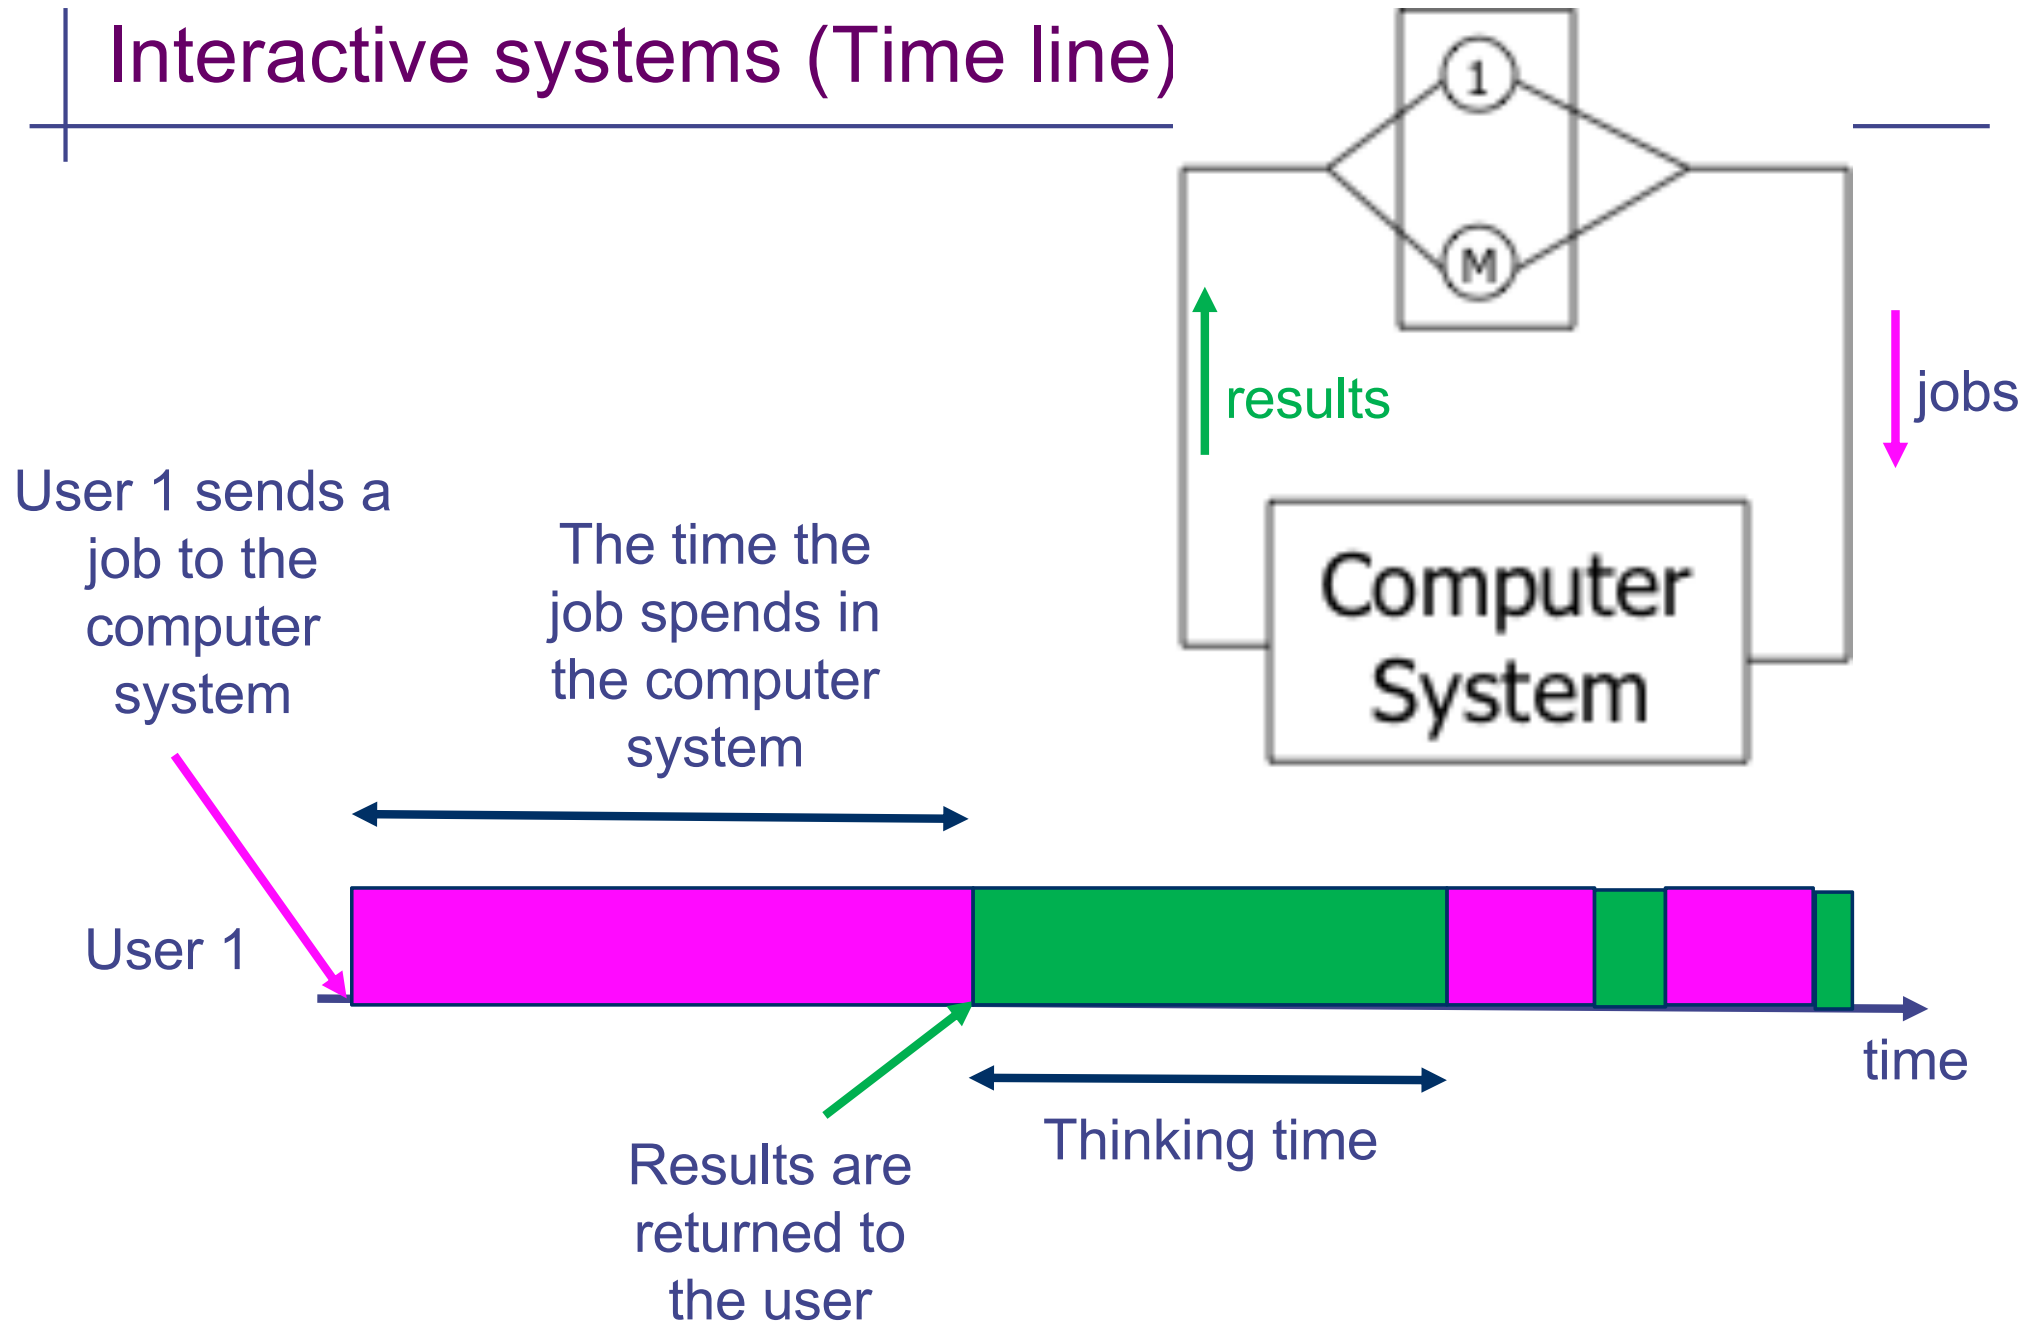 Interactive systems (Time line)
1
M
results
jobs
Computer
System
User 1 sends a
job to the
computer
system
The time the
job spends in
the computer
system
User 1
time
Thinking time
Results are
returned to
the user